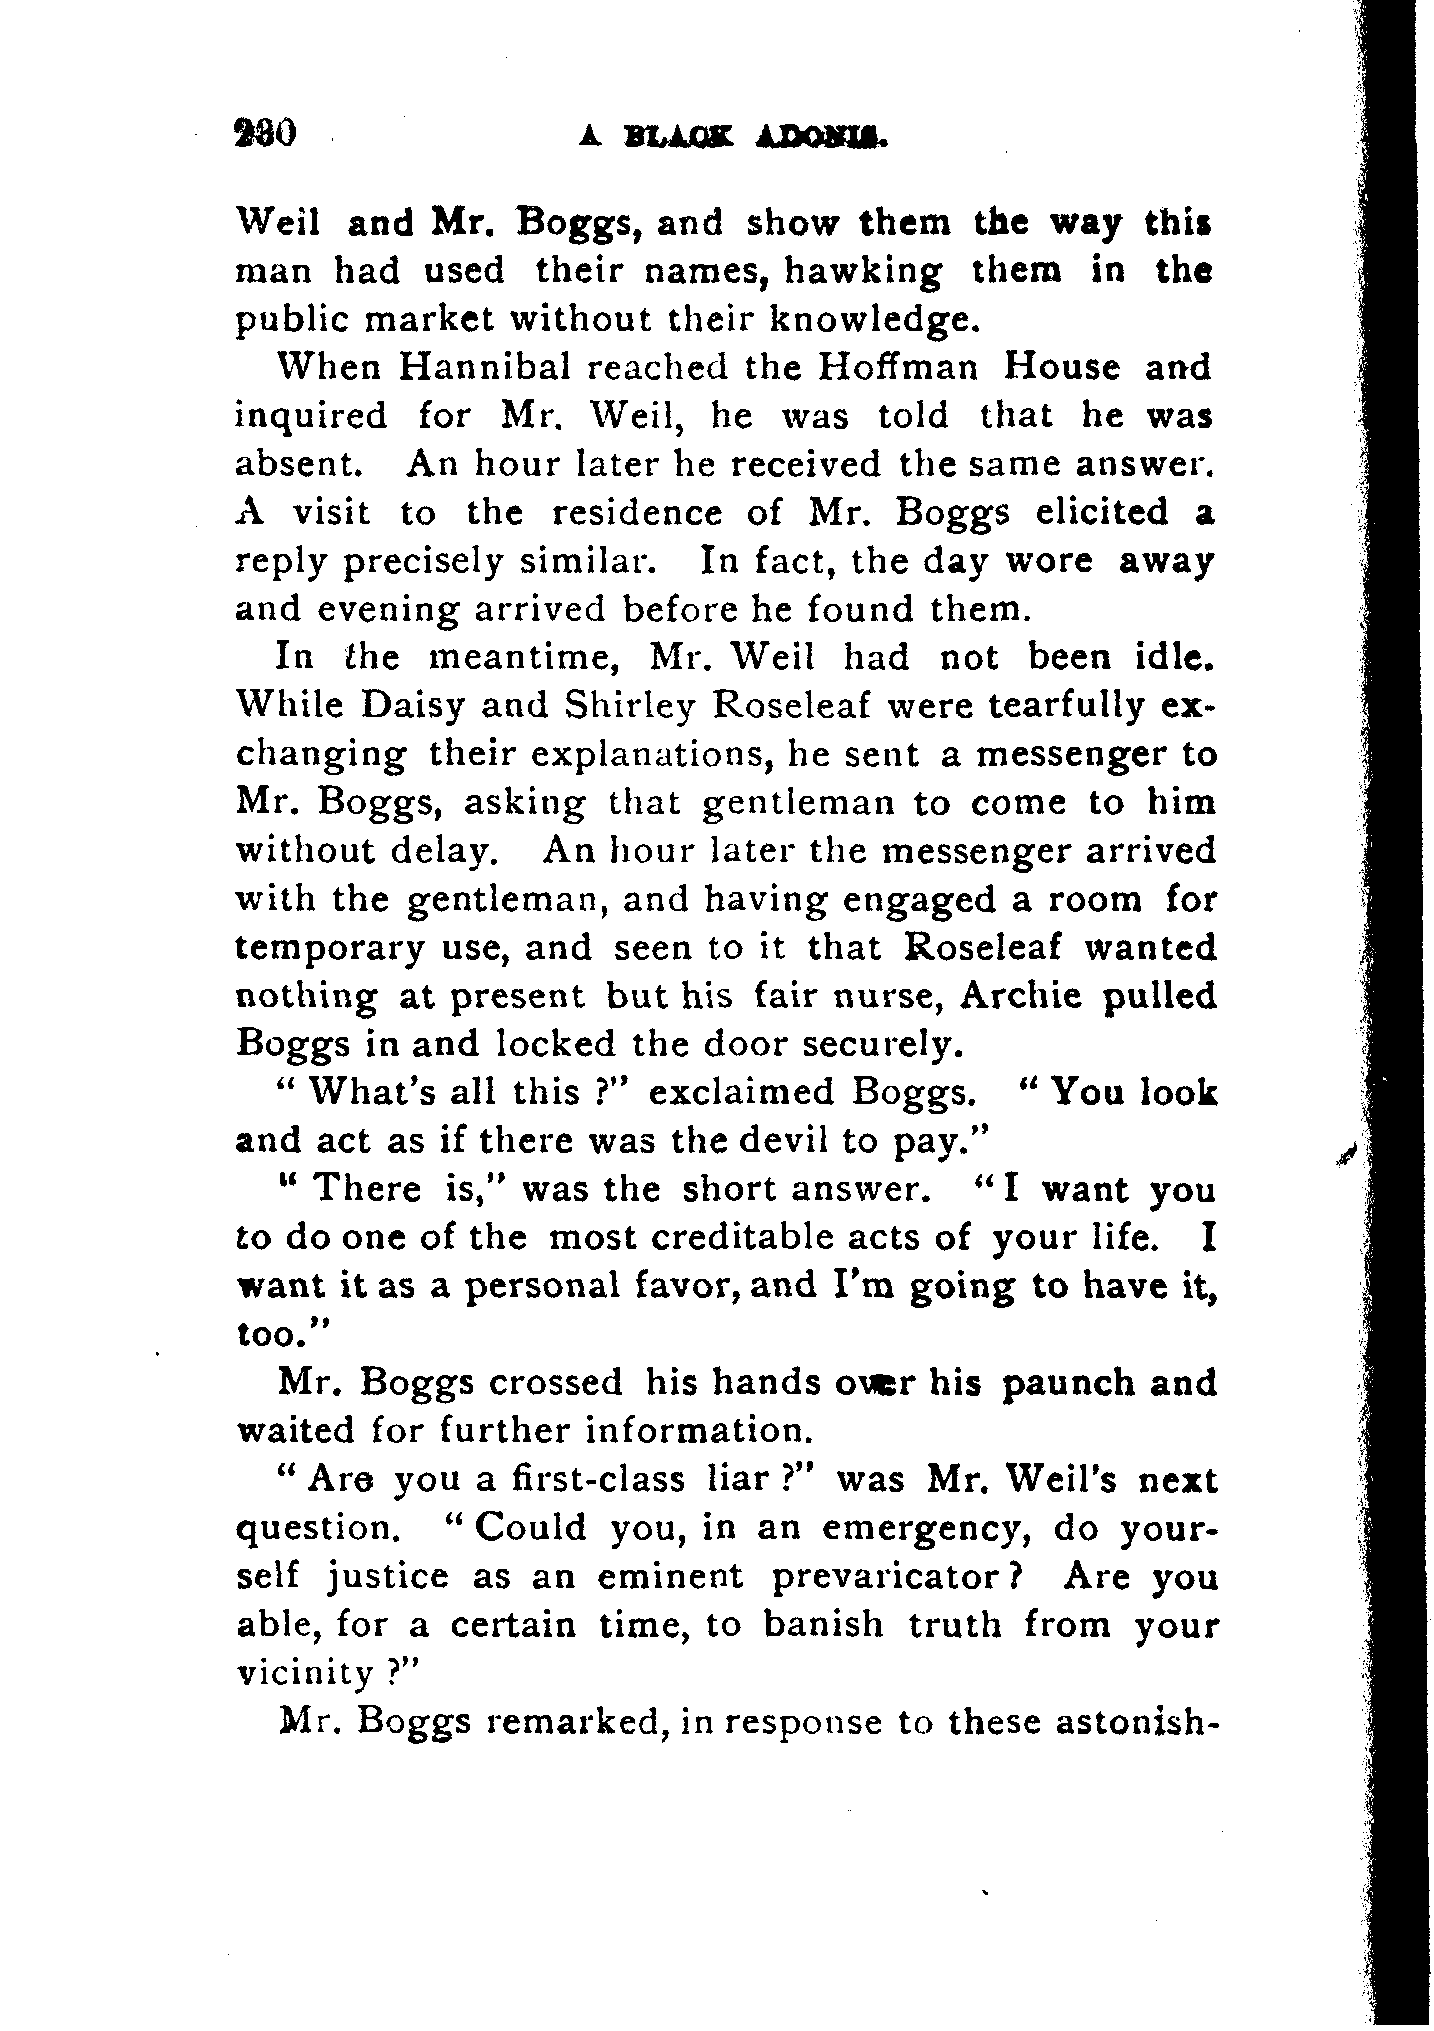 230 A BLACK ADONIS.
Weil and Mr. Boggs, and show them the way this
man had used their names, hawking them in the
public market without their knowledge.
When Hannibal reached the Hoffman House and
inquired for Mr. Weil, he was told that he was
absent. An hour later he received the same answer.
A visit to the residence of Mr. Boggs elicited a
reply precisely similar. In fact, the day wore away
and evening arrived before he found them.
In the meantime, Mr. Weil had not been idle.
While Daisy and Shirley Roseleaf were tearfully ex-
changing their explanations, he sent a messenger to
Mr. Boggs, asking that gentleman to come to him
without delay. An hour later the messenger arrived
with the gentleman, and having engaged a room for
temporary use, and seen to it that Roseleaf wanted
nothing at present but his fair nurse, Archie pulled
Boggs in and locked the door securely.
" What's all this ?" exclaimed Boggs. " You look
and act as if there was the devil to pay."
" There is," was the short answer. " I want you
to do one of the most creditable acts of your life. I
want it as a personal favor, and I'm going to have it,
too."
Mr. Boggs crossed his hands over his paunch and
waited for further information.
" Are you a first-class liar ?" was Mr. Weil's next
question. " Could you, in an emergency, do your-
self justice as an eminent prevaricator ? Are you
able, for a certain time, to banish truth from your
vicinity ?"
Mr. Boggs remarked, in response to these astonish-